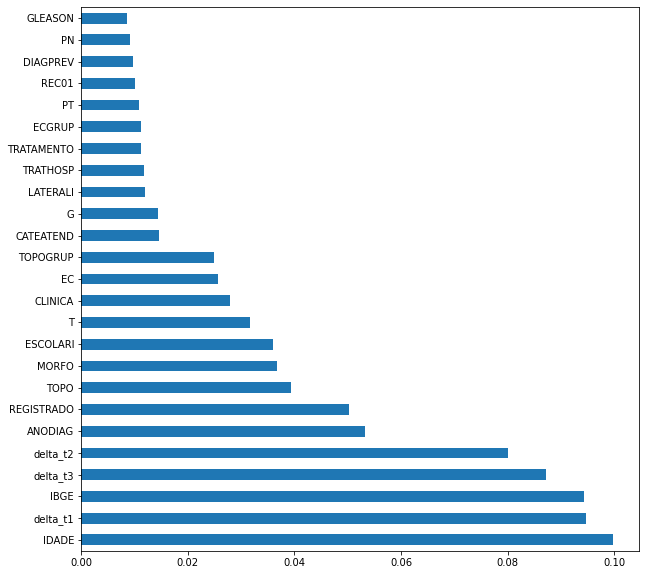 GLEASON
PN
DIAGPREV
REC01
PT
ECGRUP
TRATAMENTO
TRATHOSP
LATERALI
G
CATEATEND
TOPOGRUP
EC
CLINICA
T
ESCOLARI
MORFO
TOPO
REGISTRADO
ANODIAG
delta_t2
delta_t3
IBGE
delta_t1
IDADE
0.00 0.02 0.04 0.06 0.08 0.10